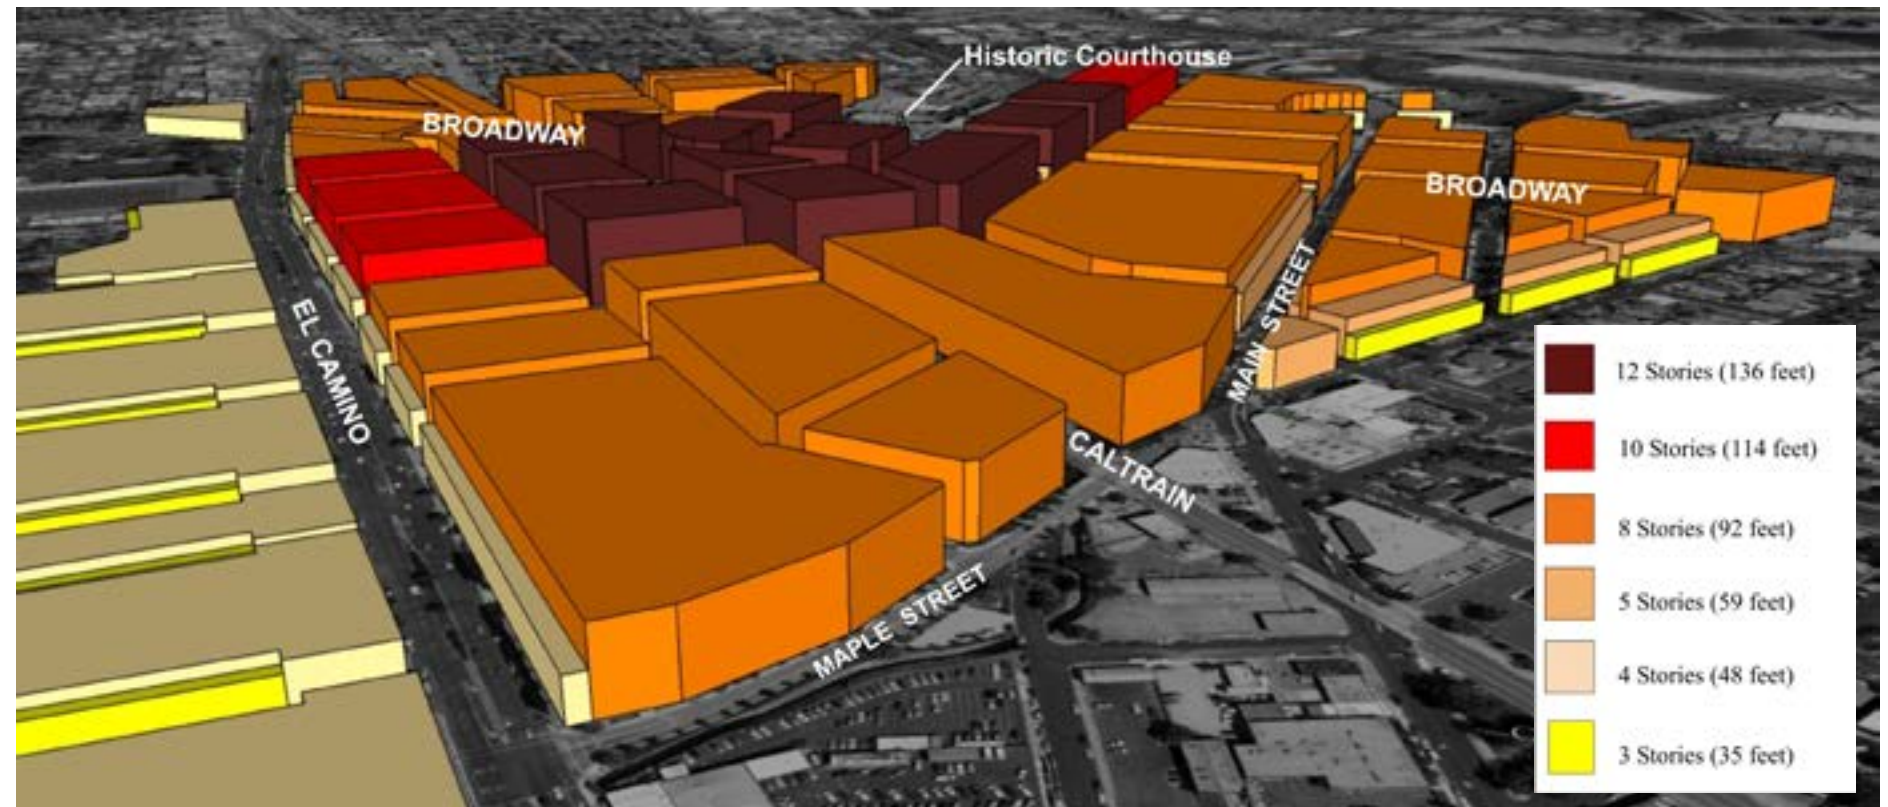 Historic Courthouse
BROADWAY
BROADWAY
EL CAMINO
MAIN STREET
CALTRAIN
MAPLE STREET
12 Stories (136 feet)
10 Stories (114 feet)
8 Stories (92 feet)
5 Stories (59 feet)
4 Stories (48 feet)
3 Stories (35 feet)